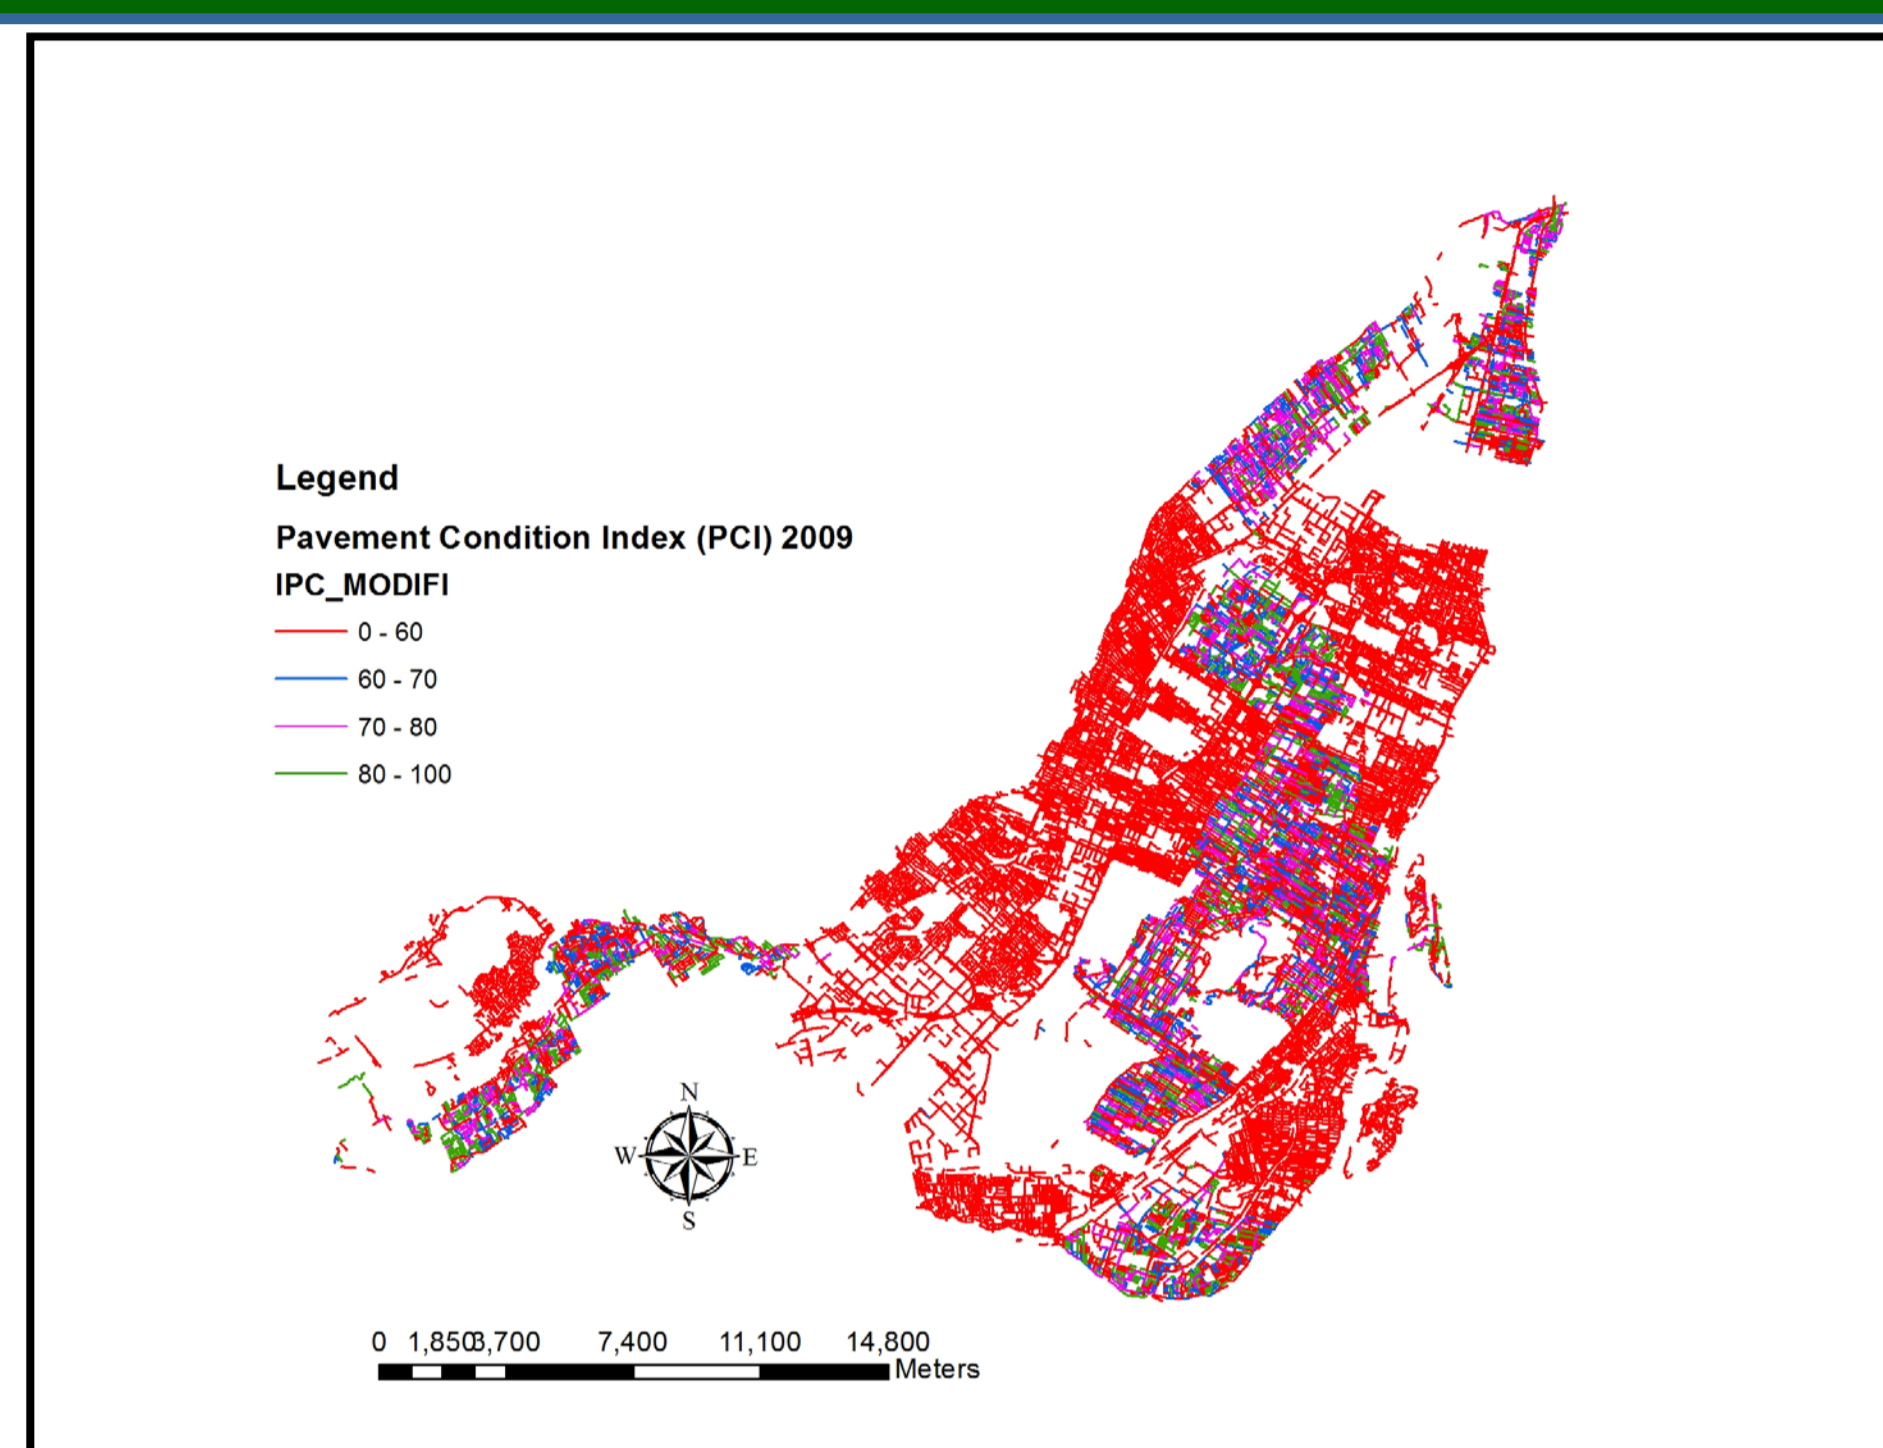 Legend
Pavement Condition Index (PCI) 2009
IPC_MODIFI
0 - 60
60 - 70
70 - 80
80 - 100
N
W E
S
0 1,850 3,700 7,400 11,100 14,800
Meters